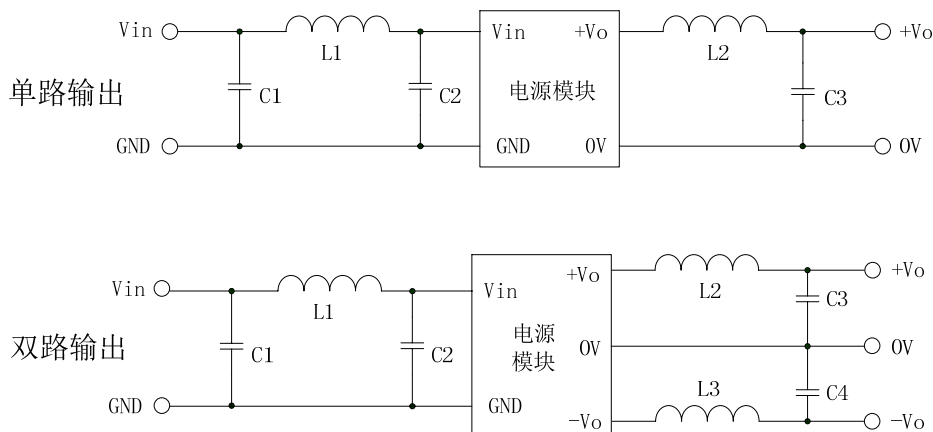 Vin
L1
Vin
+Vo
L2
+Vo
单路输出
C1
C2
电源模块
C3
GND
GND
0V
0V
Vin
L1
Vin
+Vo
L2
+Vo
双路输出
C1
C2
电源
模块
0V
C3
0V
GND
GND
-Vo
L3
C4
-Vo